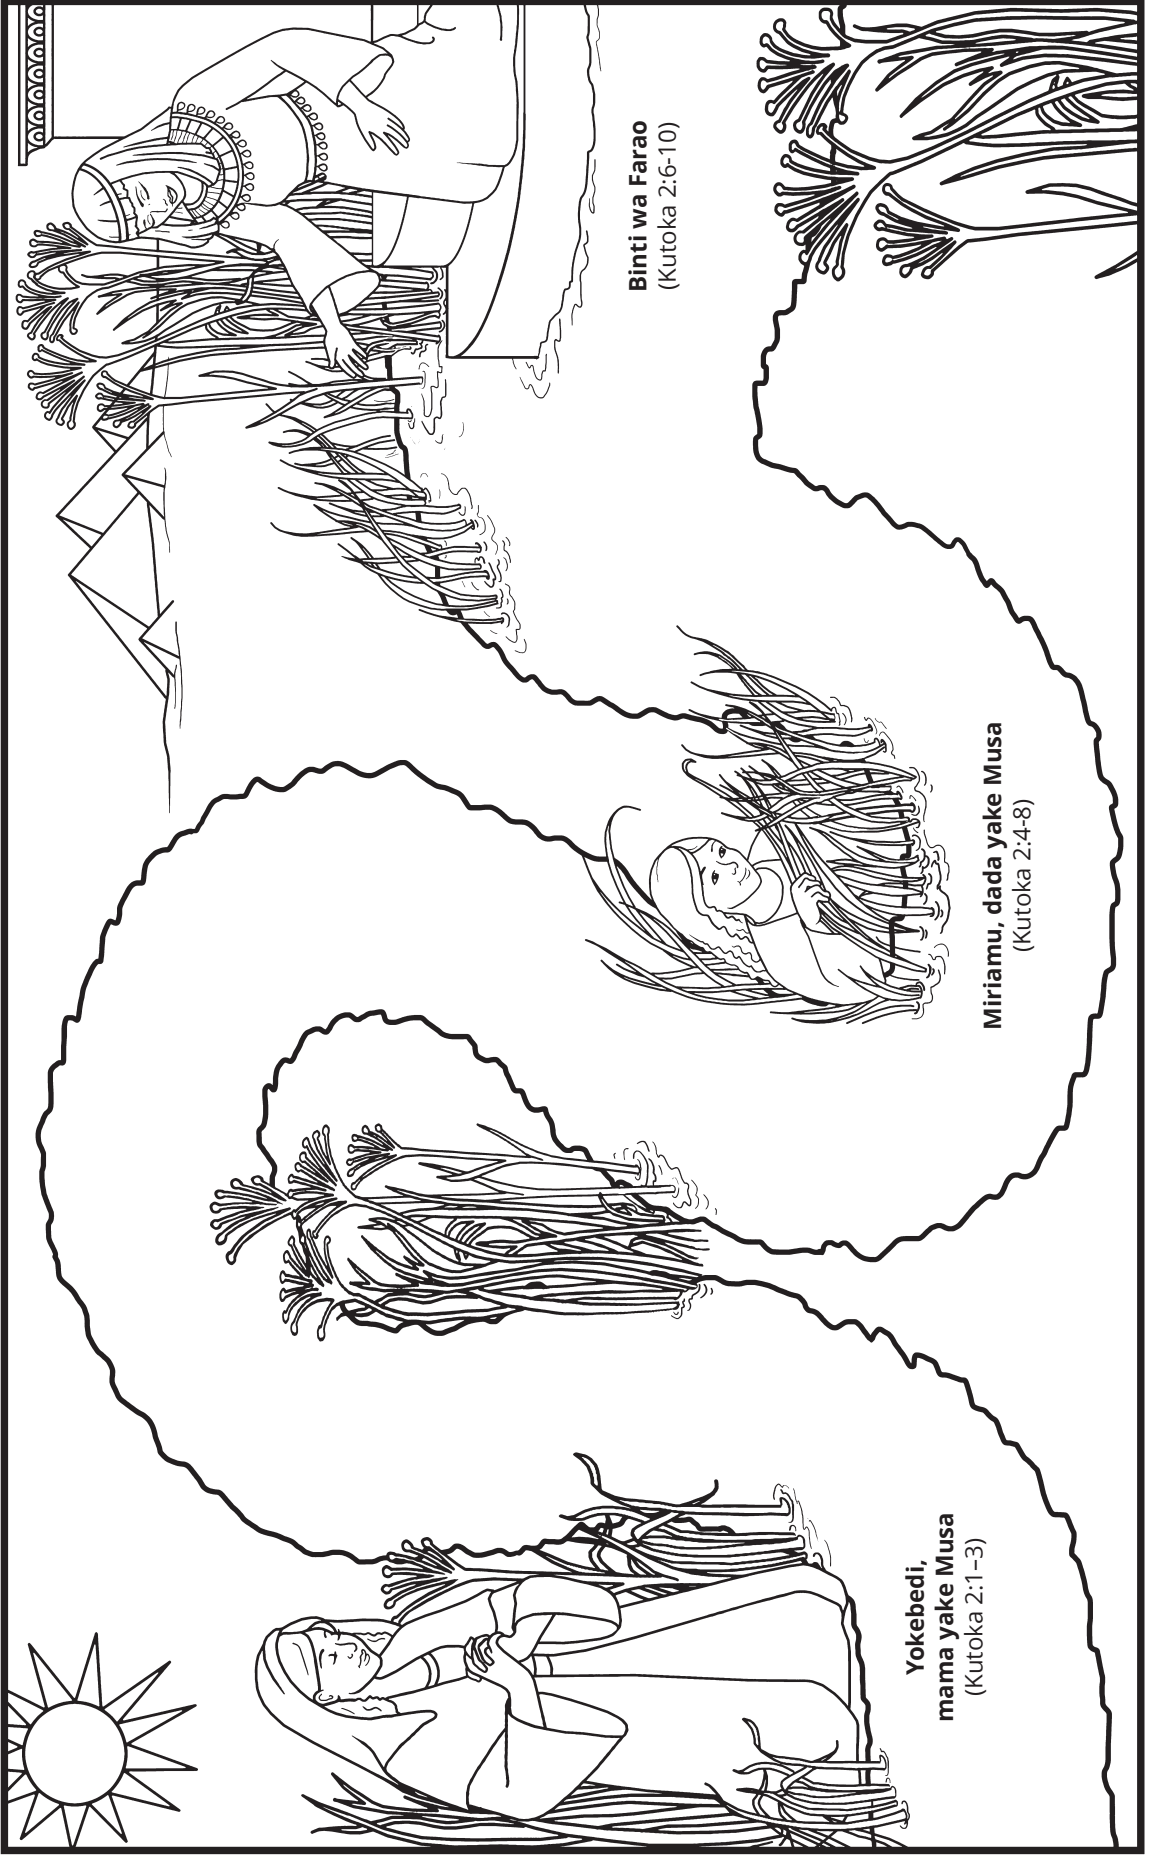 Yokebedi,
mama yake Musa
(Kutoka 2:1–3)
Miriamu, dada yake Musa
(Kutoka 2:4-8)
Binti wa Farao
(Kutoka 2:6-10)